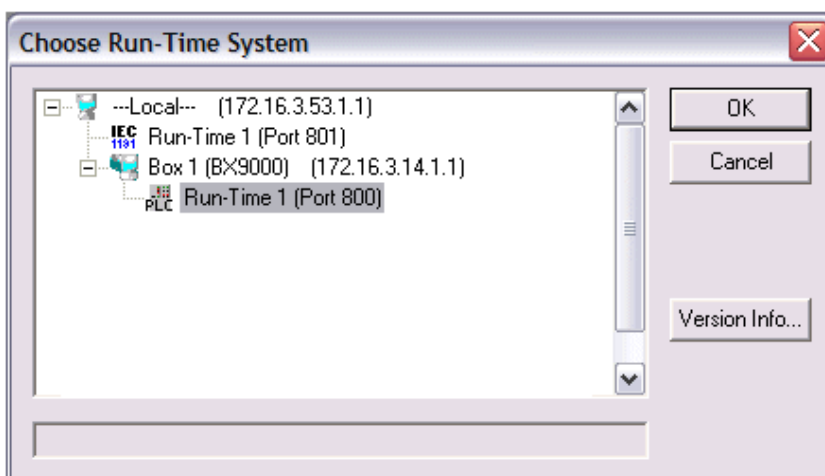 Choose Run-Time System
---Local--- (172.16.3.53.1.1)
IEC 1131 Run-Time 1 (Port 801)
Box 1 (BX9000) (172.16.3.14.1.1)
PLC Run-Time 1 (Port 800)
OK
Cancel
Version Info...